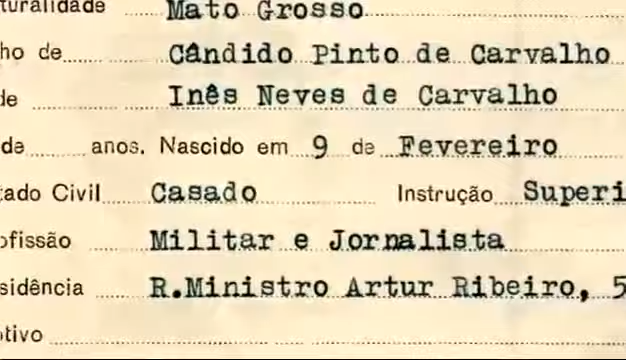 turalidade Mato Grosso
ho de Cândido Pinto de Carvalho
de Inês Neves de Carvalho
de anos. Nascido em 9 de Fevereiro
tado Civil Casado Instrução Superi
ofissão Militar e Jornalista
sidência R.Ministro Artur Ribeiro, 5
otivo